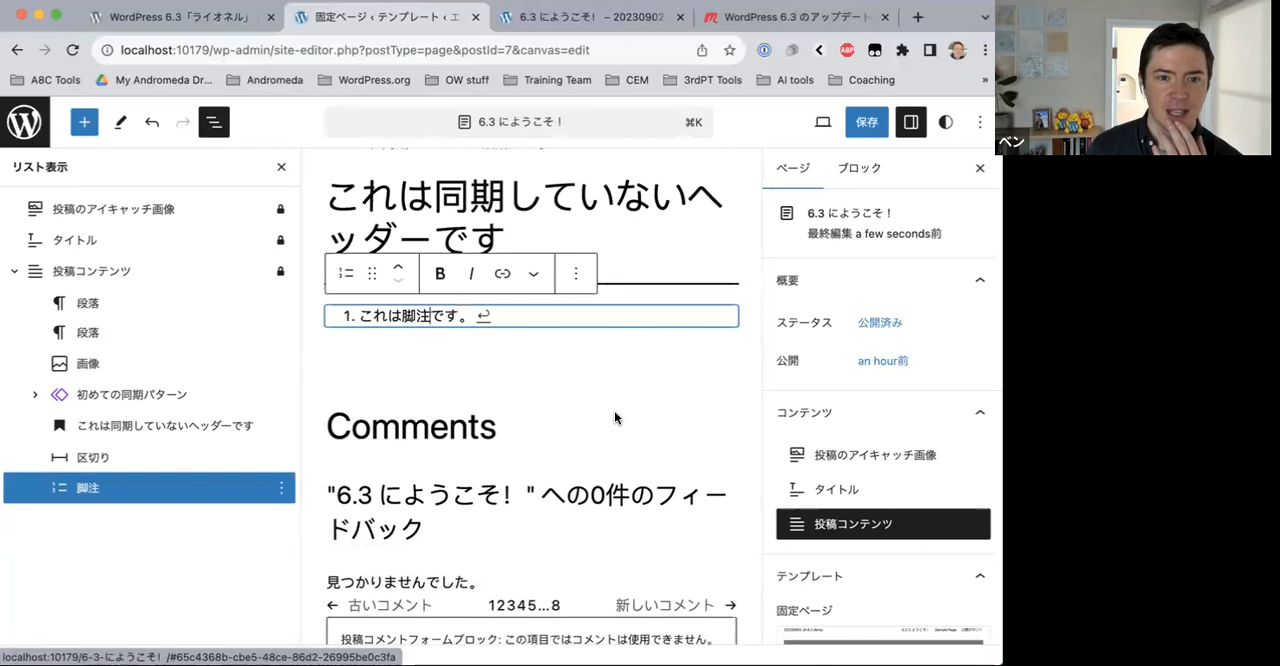 WordPress 6.3「ライオネル」
固定ページ ‹ テンプレート ‹ エ
6.3 にようこそ! – 20230902
WordPress 6.3 のアップデート
localhost:10179/wp-admin/site-editor.php?postType=page&postId=7&canvas=edit
A8C Tools
My Andromeda Dr...
Andromeda
WordPress.org
OW stuff
Training Team
CEM
3rdPT Tools
AI tools
Coaching
»
6.3 にようこそ!
⌘K
保存
ベン
リスト表示
投稿のアイキャッチ画像
タイトル
投稿コンテンツ
段落
段落
画像
初めての同期パターン
これは同期していないヘッダーです
区切り
脚注
これは同期していないヘ
ッダーです
B I
1. これは脚注です。 ↩
Comments
"6.3 にようこそ! " への0件のフィー
ドバック
見つかりませんでした。
← 古いコメント
12345...8
新しいコメント →
投稿コメントフォームブロック: この項目ではコメントは使用できません。
ページ
ブロック
6.3 にようこそ!
最終編集 a few seconds前
概要
ステータス
公開済み
公開
an hour前
コンテンツ
投稿のアイキャッチ画像
タイトル
投稿コンテンツ
テンプレート
固定ページ
localhost:10179/6-3-にようこそ! /#65c4368b-cbe5-48ce-86d2-26995be0c3fa